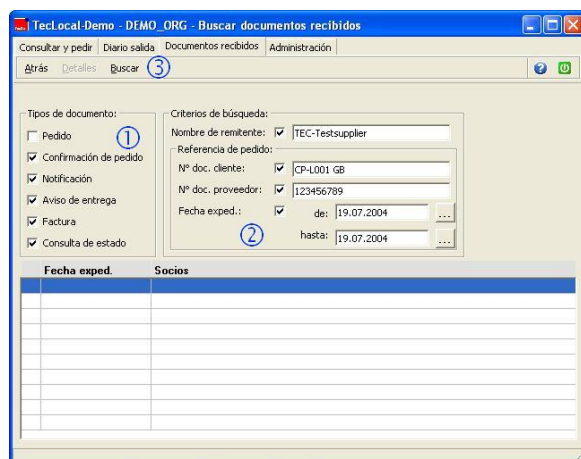 TecLocal-Demo - DEMO_ORG - Buscar documentos recibidos
Consultar y pedir Diario salida Documentos recibidos Administración
Atrás Detalles Buscar 3
Tipos de documento:
Pedido 1
Confirmación de pedido
Notificación
Aviso de entrega
Factura
Consulta de estado
Criterios de búsqueda:
Nombre de remitente: TEC-Testsupplier
Referencia de pedido:
Nº doc. cliente: CP-L001 GB
Nº doc. proveedor: 123456789
Fecha exped.: de: 19.07.2004 ...
2 hasta: 19.07.2004 ...
Fecha exped. Socios